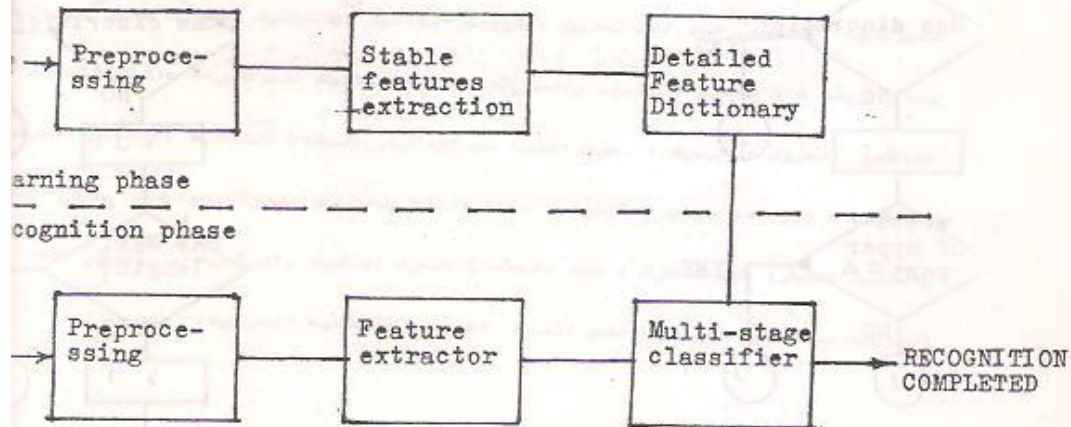 Preproce-
ssing
Stable
features
extraction
Detailed
Feature
Dictionary
arning phase
cognition phase
Preproce-
ssing
Feature
extractor
Multi-stage
classifier
RECOGNITION
COMPLETED